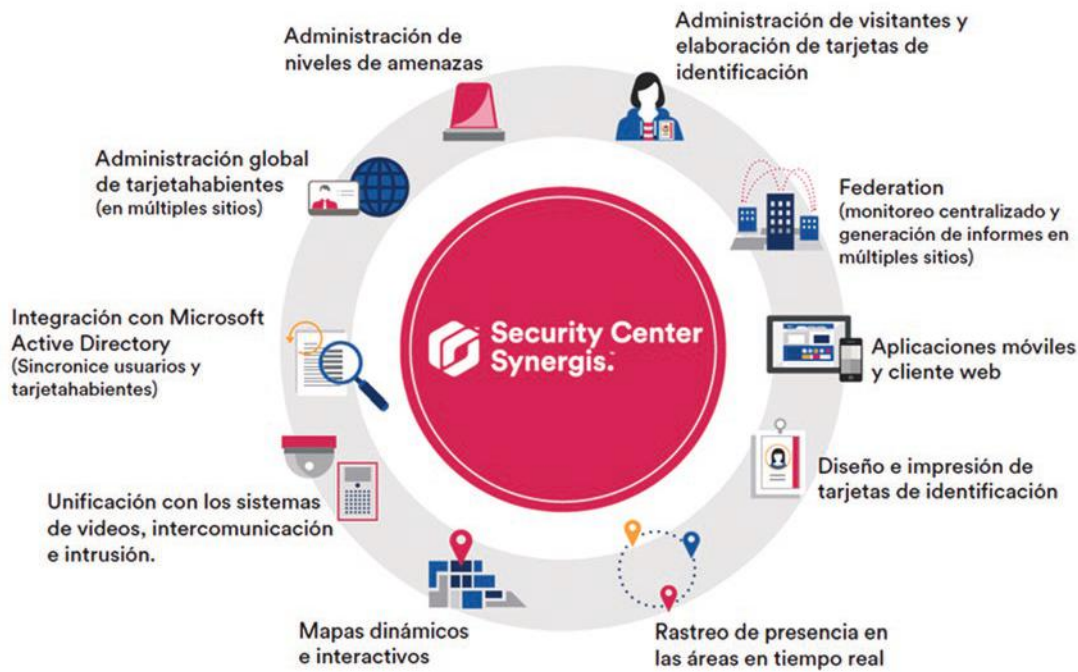 Administración de
niveles de amenazas
Administración de visitantes y
elaboración de tarjetas de
identificación
Administración global
de tarjetahabientes
(en múltiples sitios)
Federation
(monitoreo centralizado y
generación de informes en
múltiples sitios)
Integración con Microsoft
Active Directory
(Sincronice usuarios y
tarjetahabientes)
Security Center
Synergis.™
Aplicaciones móviles
y cliente web
Unificación con los sistemas
de videos, intercomunicación
e intrusión.
Diseño e impresión de
tarjetas de identificación
Mapas dinámicos
e interactivos
Rastreo de presencia en
las áreas en tiempo real